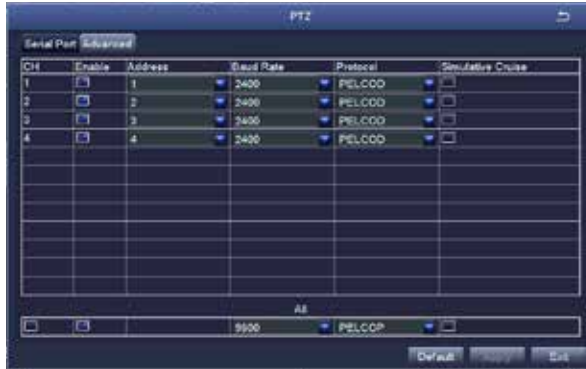 PTZ
Serial Port Advanced
CH Enable Address Baud Rate Protocol Simulative Cruise
1 1 2400 PELCOD
2 2 2400 PELCOD
3 3 2400 PELCOD
4 4 2400 PELCOD
All
9600 PELCOP
Default Apply Exit